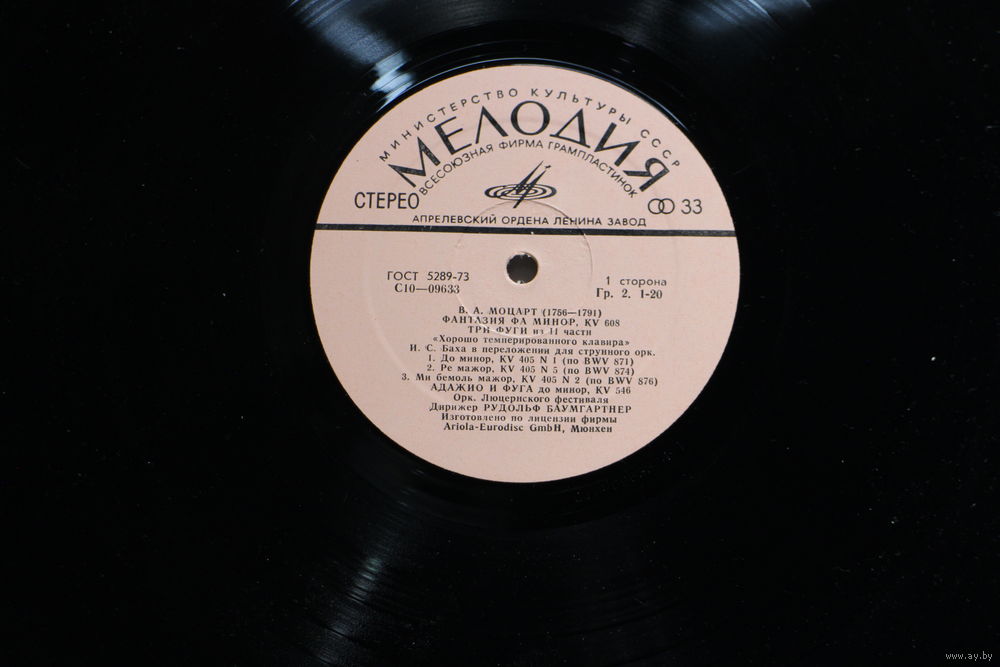 МИНИСТЕРСТВО КУЛЬТУРЫ СССР
МЕЛОДИЯ
ВСЕСОЮЗНАЯ ФИРМА ГРАМПЛАСТИНОК
СТЕРЕО
33
АПРЕЛЕВСКИЙ ОРДЕНА ЛЕНИНА ЗАВОД
ГОСТ 5289-73
С10—09633
1 сторона
Гр. 2. 1-20
В. А. МОЦАРТ (1756—1791)
ФАНТАЗИЯ ФА МИНОР, KV 608
ТРИ ФУГИ из II части
«Хорошо темперированного клавира»
И. С. Баха в переложении для струнного орк.
1. До минор, KV 405 N 1 (по BWV 871)
2. Ре мажор, KV 405 N 5 (по BWV 874)
3. Ми бемоль мажор, KV 405 N 2 (по BWV 876)
АДАЖИО И ФУГА до минор, KV 546
Орк. Люцернского фестиваля
Дирижер РУДОЛЬФ БАУМГАРТНЕР
Изготовлено по лицензии фирмы
Ariola-Eurodisc GmbH, Мюнхен
www.ay.by